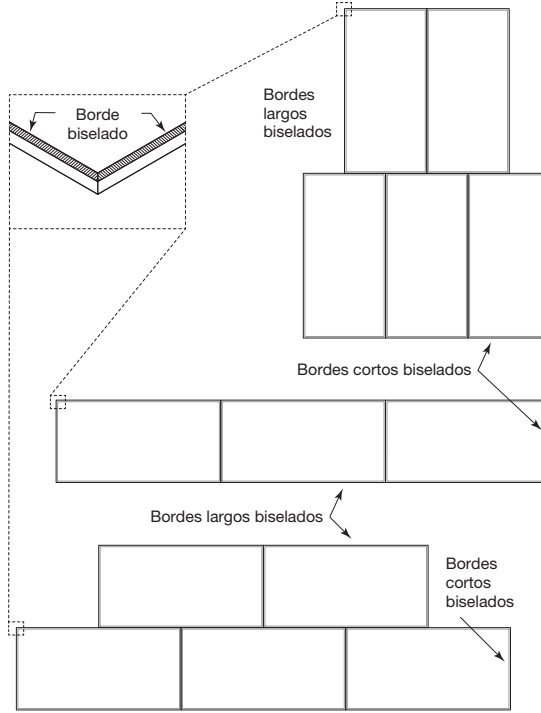 Borde
biselado
Bordes
largos
biselados
Bordes cortos biselados
Bordes largos biselados
Bordes
cortos
biselados